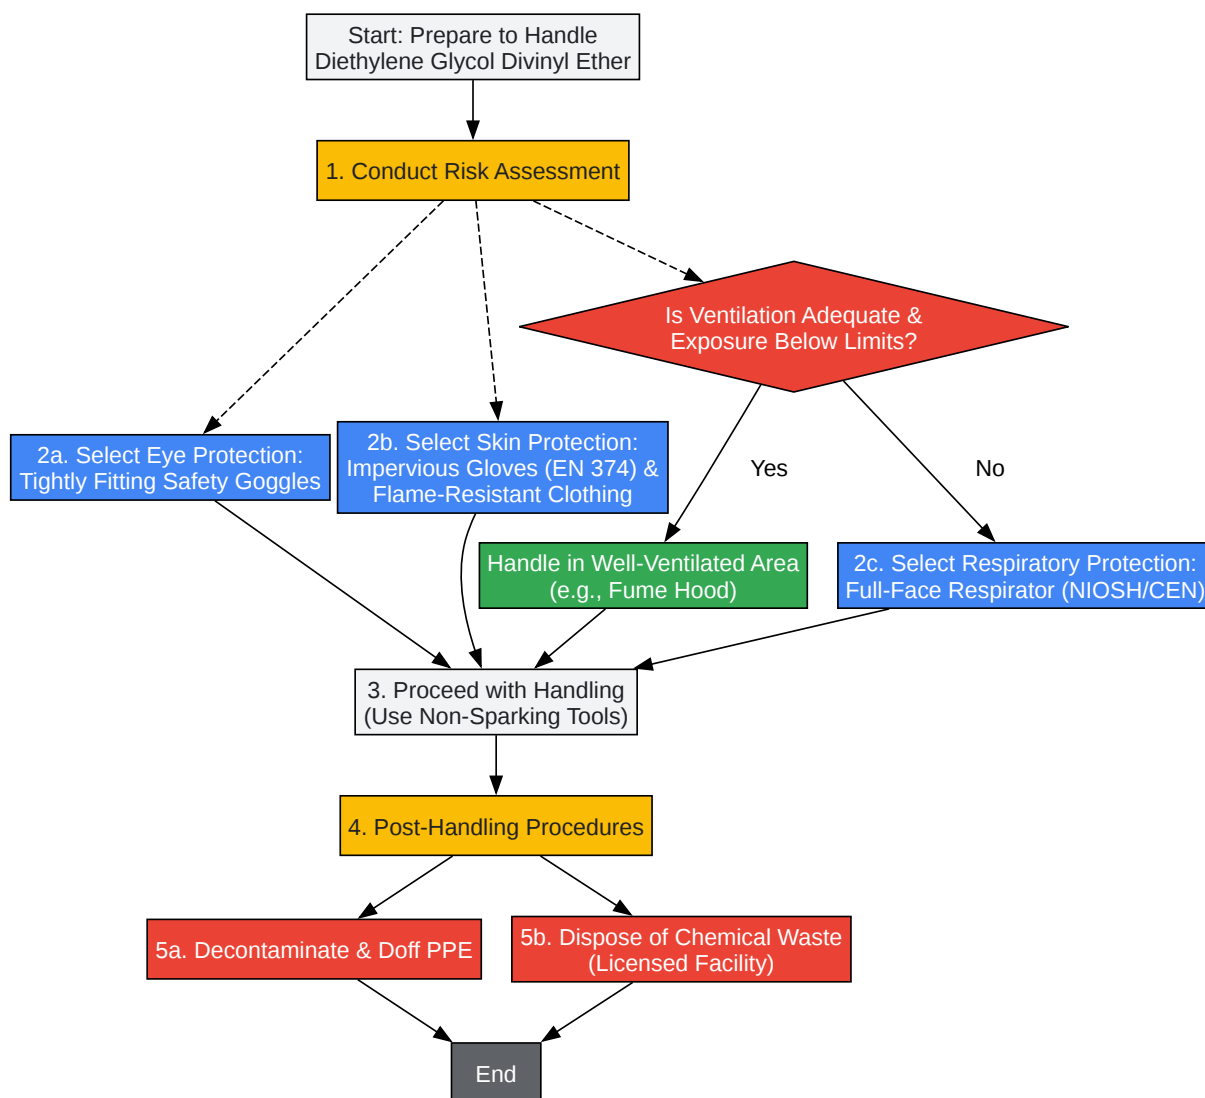 Start: Prepare to Handle
Diethylene Glycol Divinyl Ether
1. Conduct Risk Assessment
Is Ventilation Adequate &
Exposure Below Limits?
2a. Select Eye Protection:
Tightly Fitting Safety Goggles
2b. Select Skin Protection:
Impervious Gloves (EN 374) &
Flame-Resistant Clothing
Yes
No
Handle in Well-Ventilated Area
(e.g., Fume Hood)
2c. Select Respiratory Protection:
Full-Face Respirator (NIOSH/CEN)
3. Proceed with Handling
(Use Non-Sparking Tools)
4. Post-Handling Procedures
5a. Decontaminate & Doff PPE
5b. Dispose of Chemical Waste
(Licensed Facility)
End